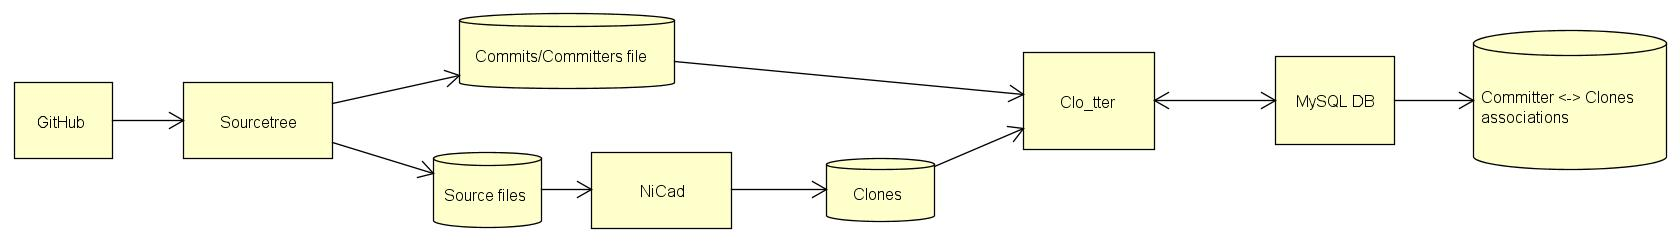 GitHub
Sourcetree
Commits/Committers file
Source files
NiCad
Clones
Clo_tter
MySQL DB
Committer <-> Clones
associations